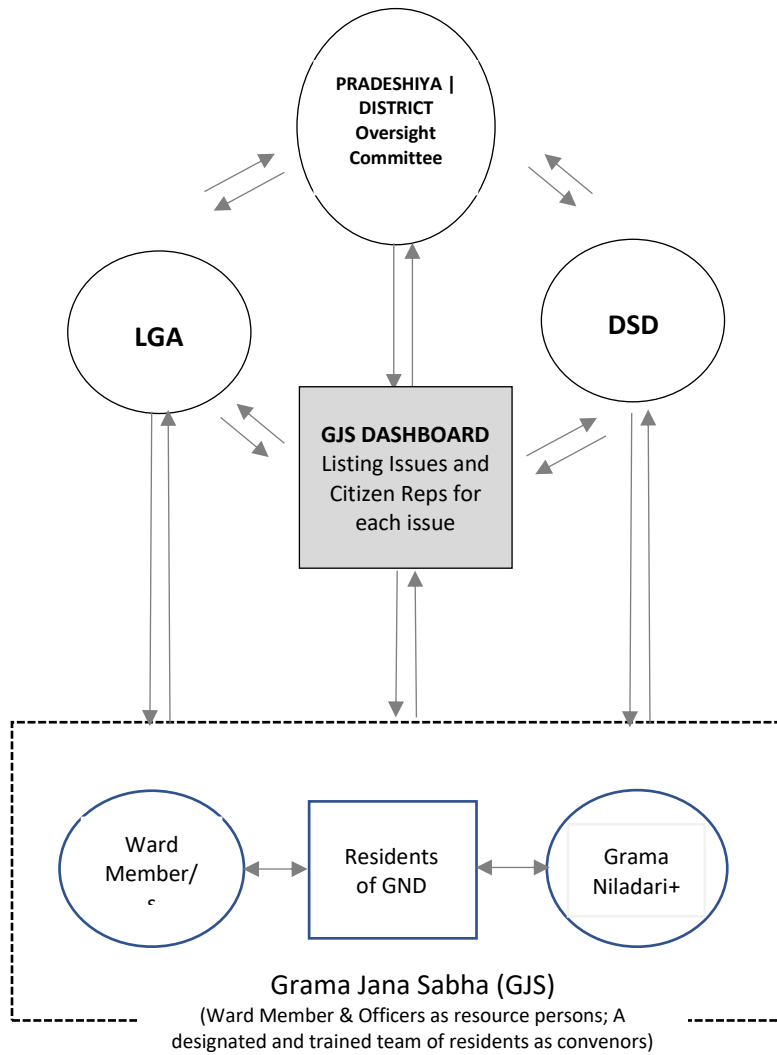 PRADESHIYA |
DISTRICT
Oversight
Committee
LGA
DSD
GJS DASHBOARD
Listing Issues and
Citizen Reps for
each issue
Ward
Member/
Residents
of GND
Grama
Niladari+
Grama Jana Sabha (GJS)
(Ward Member & Officers as resource persons; A
designated and trained team of residents as convenors)